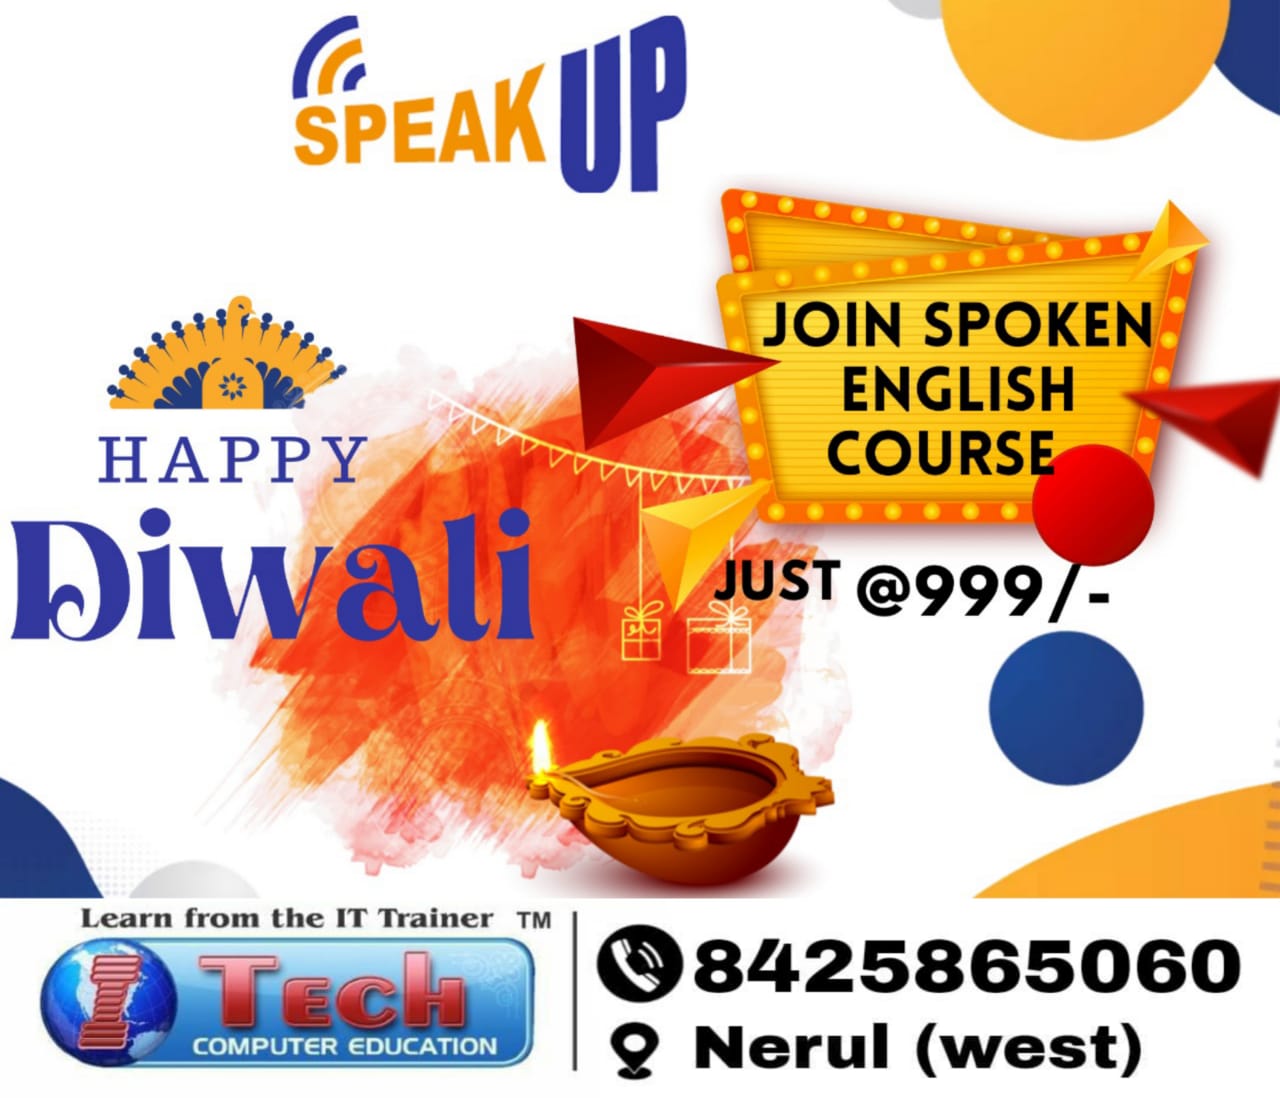 SPEAK UP
HAPPY
Diwali
JOIN SPOKEN
ENGLISH
COURSE
JUST @999/-
Learn from the IT Trainer TM
I TECH
COMPUTER EDUCATION
8425865060
Nerul (west)